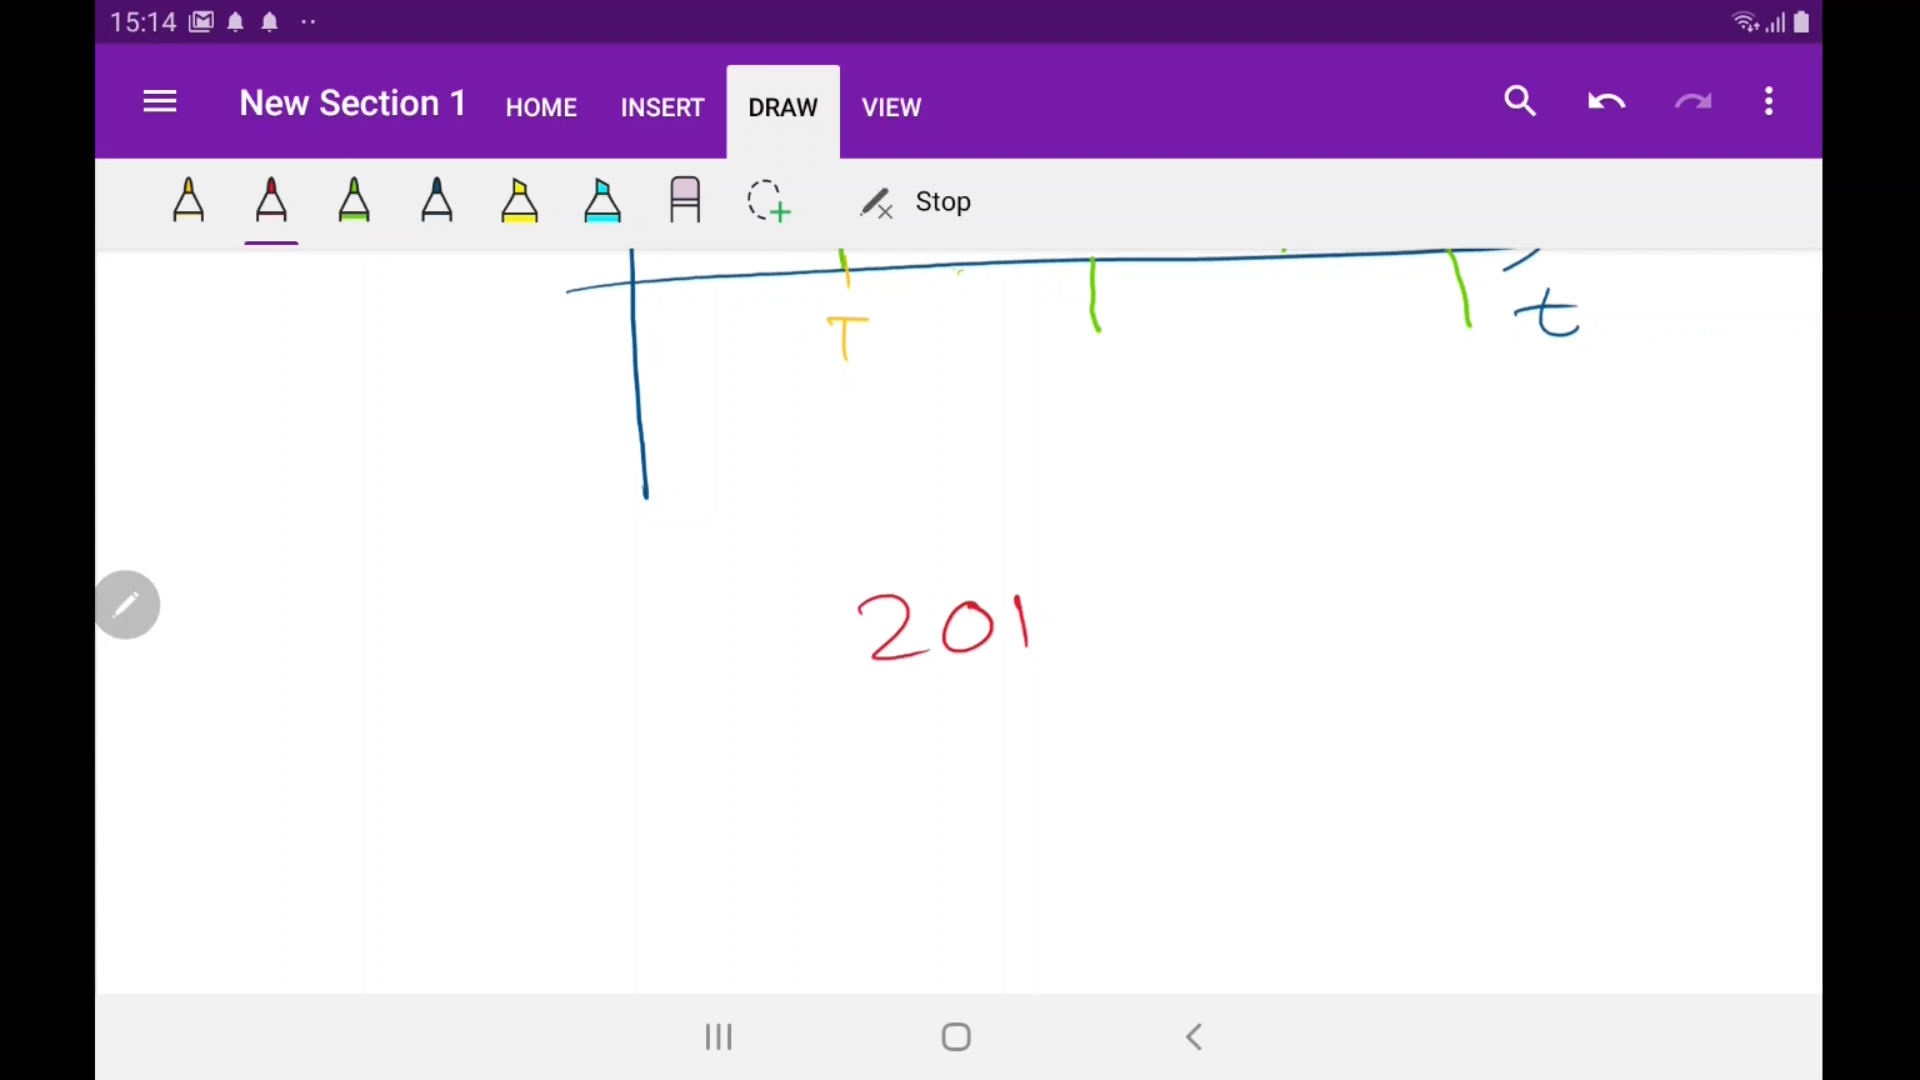 15:14
New Section 1 HOME INSERT DRAW VIEW
Stop
T
t
201